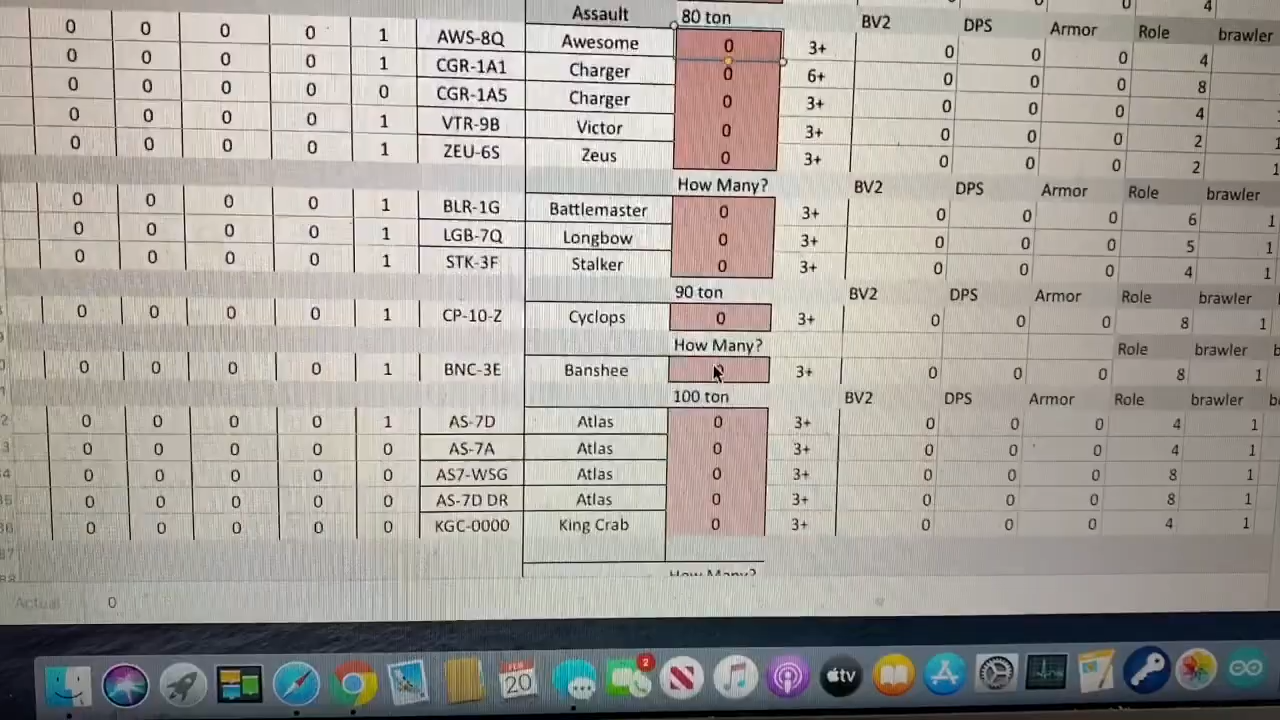 0 4
Assault 80 ton BV2 DPS Armor Role brawler
0 0 0 0 1 AWS-8Q Awesome 0 3+ 0 0 0 4
0 0 0 0 1 CGR-1A1 Charger 0 6+ 0 0 0 8
0 0 0 0 0 CGR-1A5 Charger 0 3+ 0 0 0 4
0 0 0 0 1 VTR-9B Victor 0 3+ 0 0 0 2 1
0 0 0 0 1 ZEU-6S Zeus 0 3+ 0 0 0 2 1
How Many? BV2 DPS Armor Role brawler
0 0 0 0 1 BLR-1G Battlemaster 0 3+ 0 0 0 6 1
0 0 0 0 1 LGB-7Q Longbow 0 3+ 0 0 0 5 1
0 0 0 0 1 STK-3F Stalker 0 3+ 0 0 0 4 1
90 ton BV2 DPS Armor Role brawler
0 0 0 0 1 CP-10-Z Cyclops 0 3+ 0 0 0 8 1
How Many? Role brawler
0 0 0 0 1 BNC-3E Banshee 3+ 0 0 0 8 1
100 ton BV2 DPS Armor Role brawler
2 0 0 0 0 1 AS-7D Atlas 0 3+ 0 0 0 4 1
3 0 0 0 0 0 AS-7A Atlas 0 3+ 0 0 0 4 1
0 0 0 0 0 AS7-WSG Atlas 0 3+ 0 0 0 8 1
0 0 0 0 0 AS-7D DR Atlas 0 3+ 0 0 0 8 1
0 0 0 0 0 KGC-0000 King Crab 0 3+ 0 0 0 4 1
How Many?
Actual 0
FEB
20
2
tv